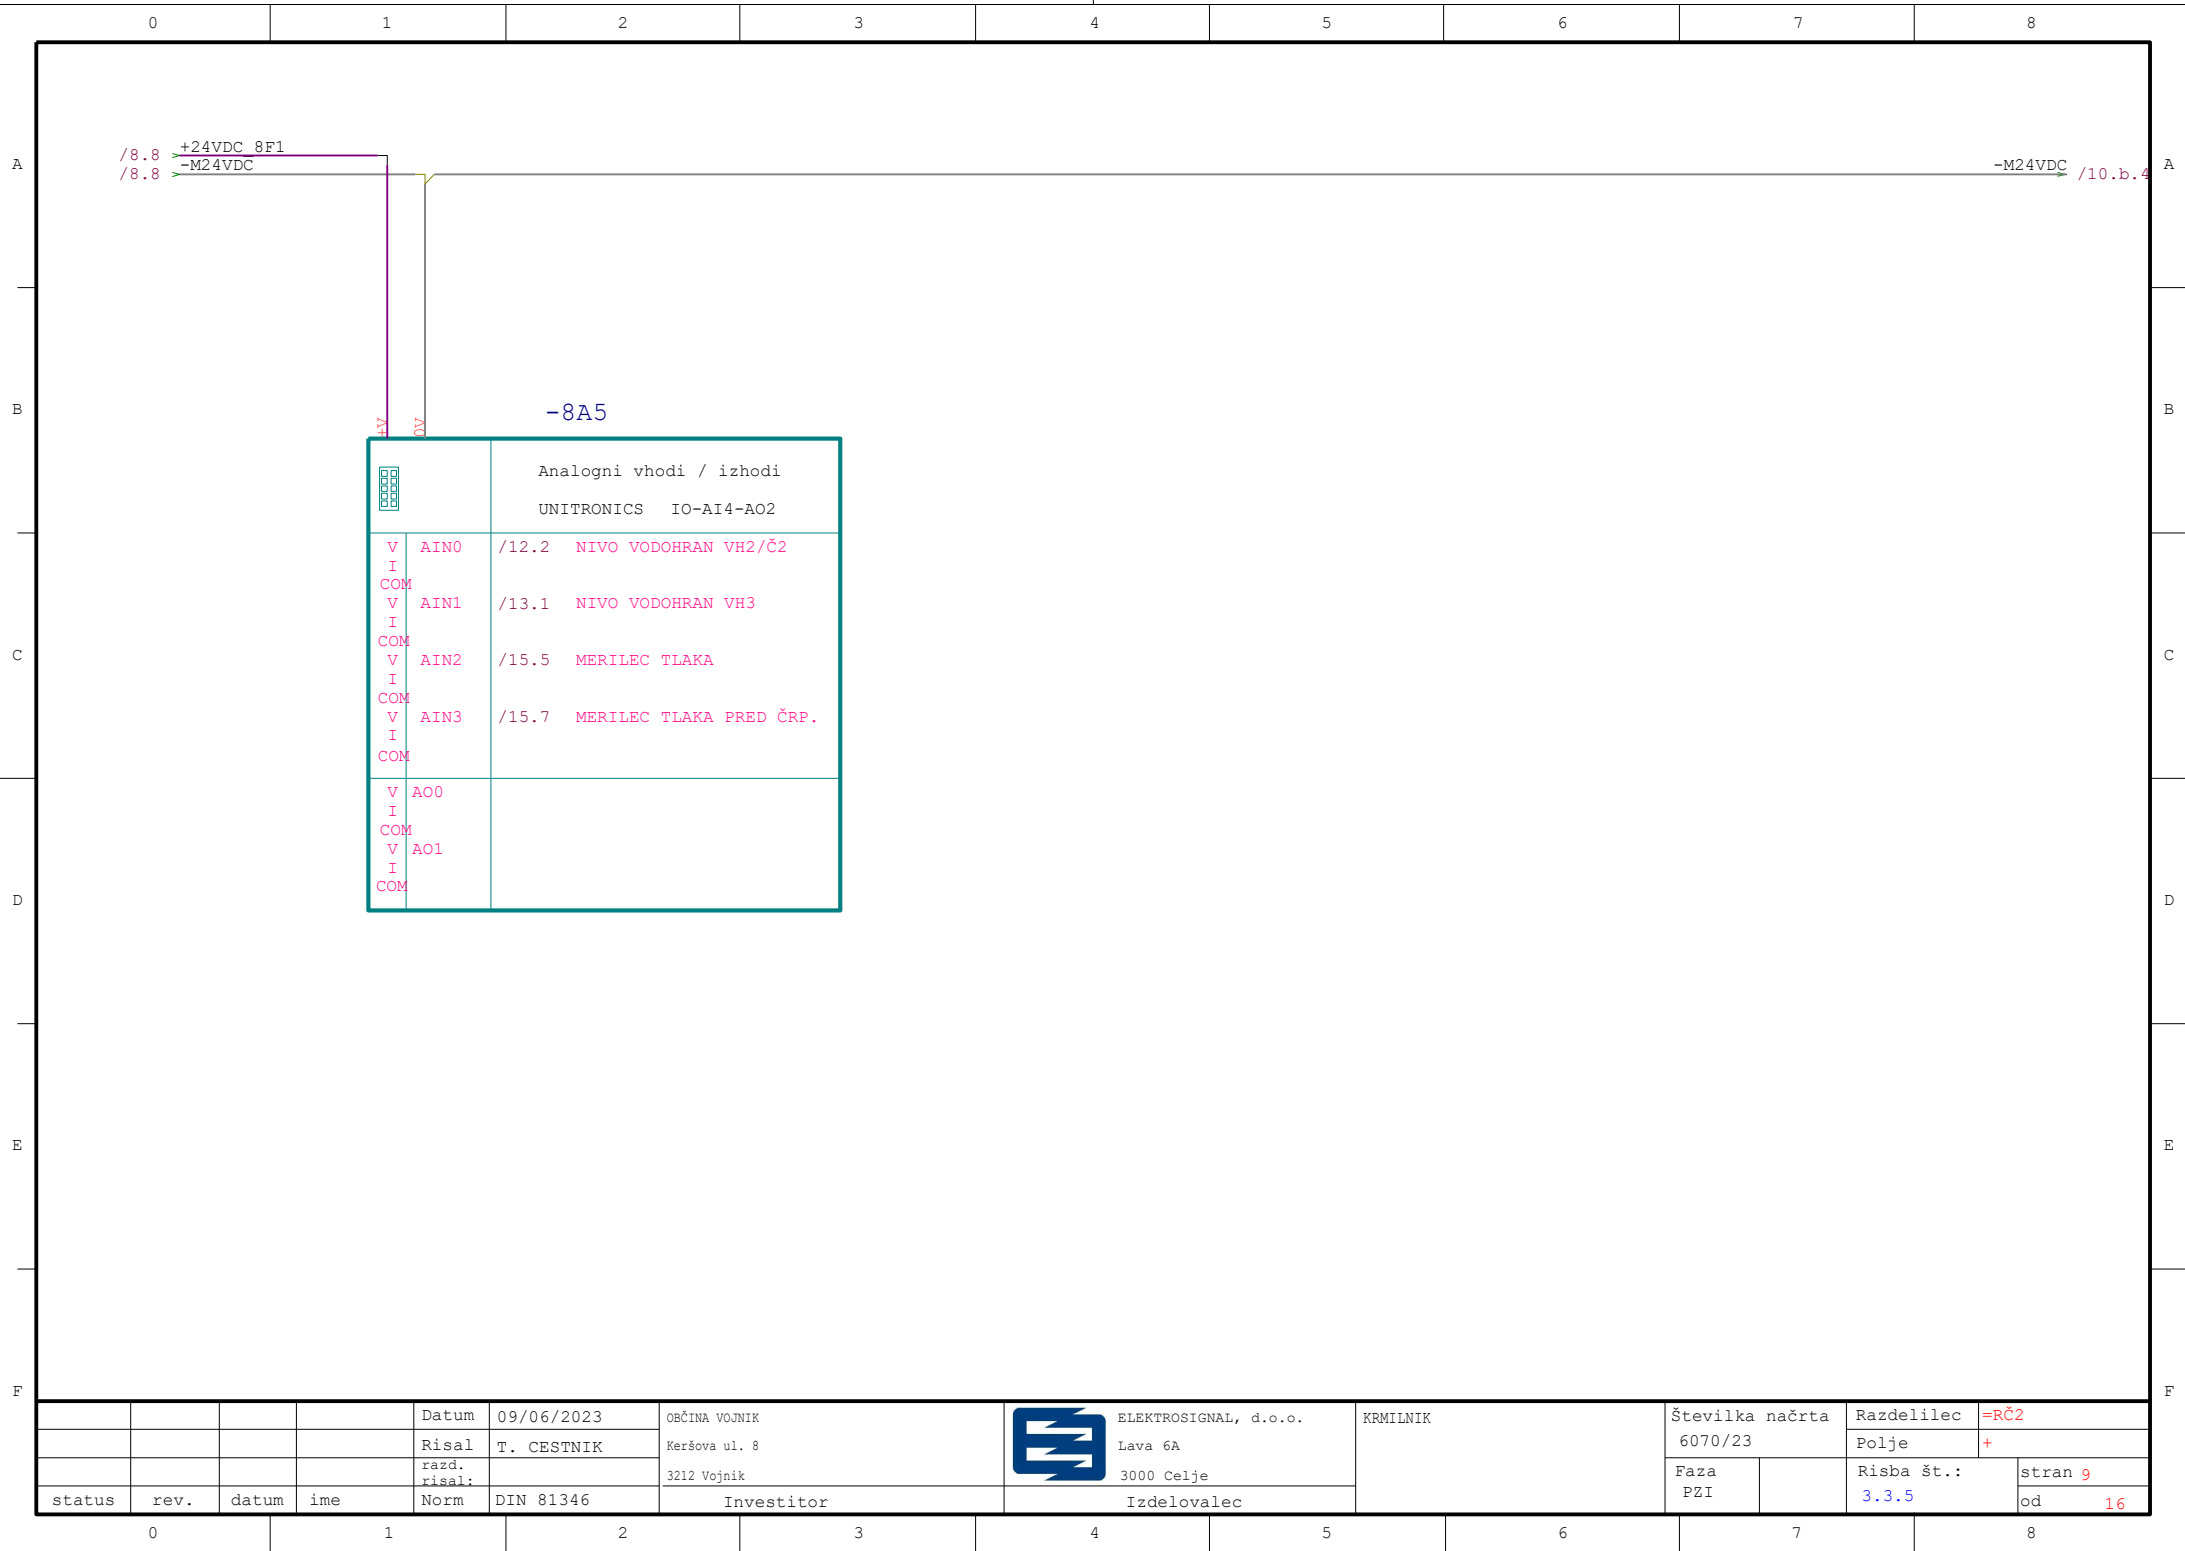 0 1 2 3 4 5 6 7 8
A A
/8.8 +24VDC_8F1
/8.8 -M24VDC
-M24VDC /10.b.4
B B
-8A5
+V 0V
Analogni vhodi / izhodi
UNITRONICS IO-AI4-AO2
V AIN0 /12.2 NIVO VODOHRAN VH2/Č2
I
COM
V AIN1 /13.1 NIVO VODOHRAN VH3
I
COM
C C
V AIN2 /15.5 MERILEC TLAKA
I
COM
V AIN3 /15.7 MERILEC TLAKA PRED ČRP.
I
COM
V AO0
I
COM
V AO1
I
COM
D D
E E
F F
Datum 09/06/2023
Risal T. CESTNIK
razd.
risal:
status rev. datum ime Norm DIN 81346
OBČINA VOJNIK
Keršova ul. 8
3212 Vojnik
Investitor
ELEKTROSIGNAL, d.o.o.
Lava 6A
3000 Celje
Izdelovalec
KRMILNIK
Številka načrta
6070/23
Faza
PZI
Razdelilec =RČ2
Polje +
Risba št.:
3.3.5
stran 9
od 16
0 1 2 3 4 5 6 7 8